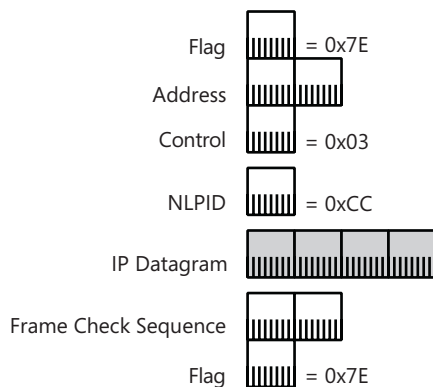 Flag = 0x7E
Address
Control = 0x03
NLPID = 0xCC
IP Datagram
Frame Check Sequence
Flag = 0x7E